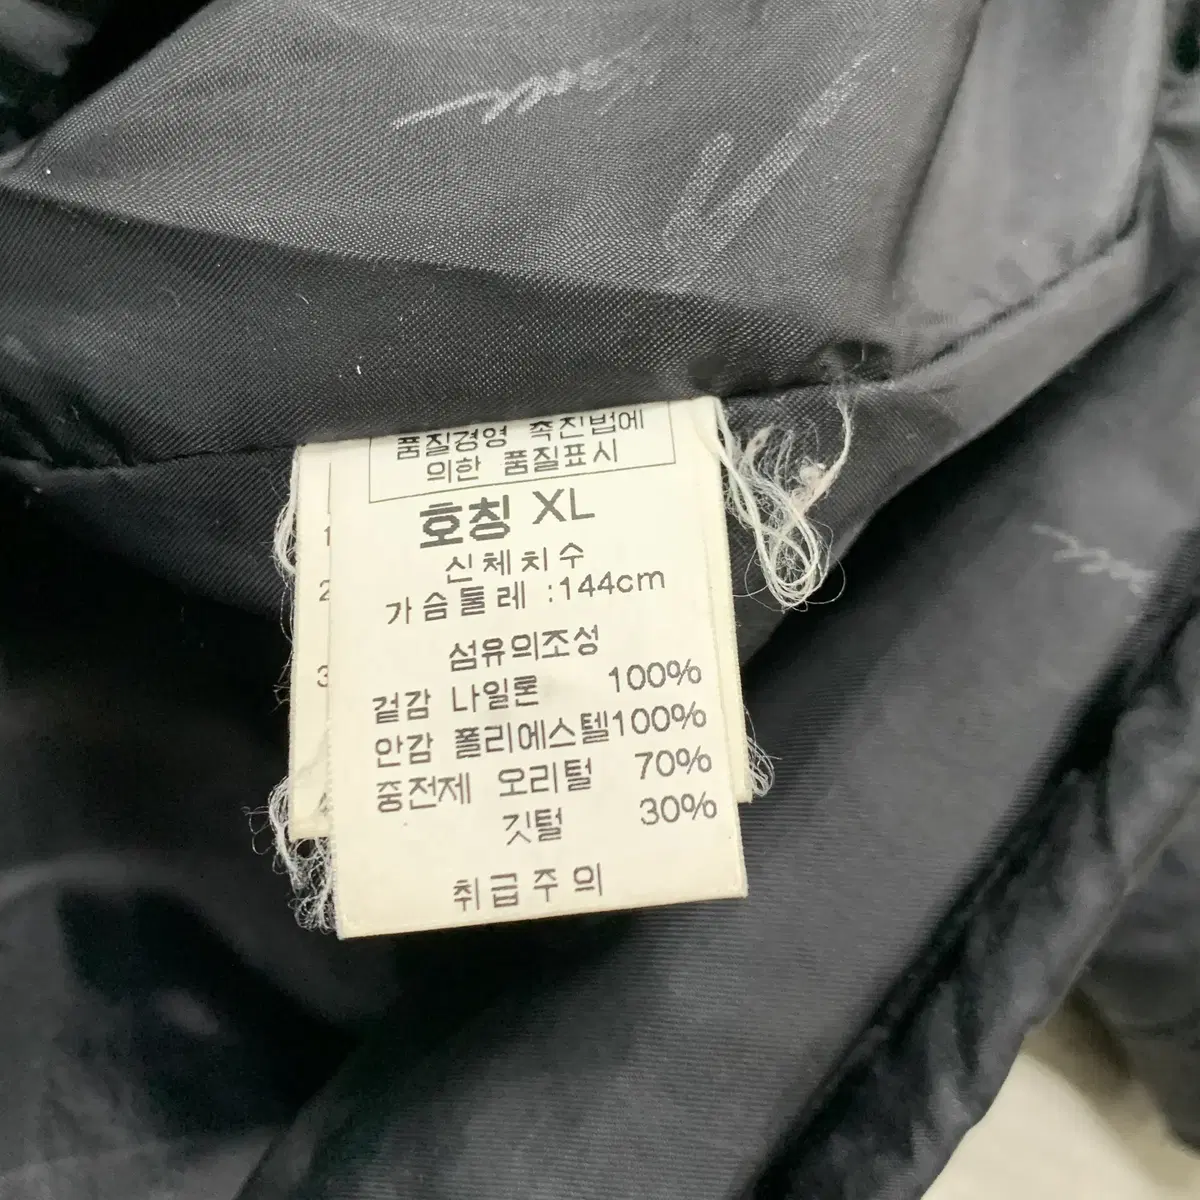 품질경영 촉진법에
의한 품질표시
호칭 XL
신체치수
가슴둘레 :144cm
섬유의조성
겉감 나일론 100%
안감 폴리에스텔100%
중전제 오리털 70%
깃털 30%
취급주의
2
3